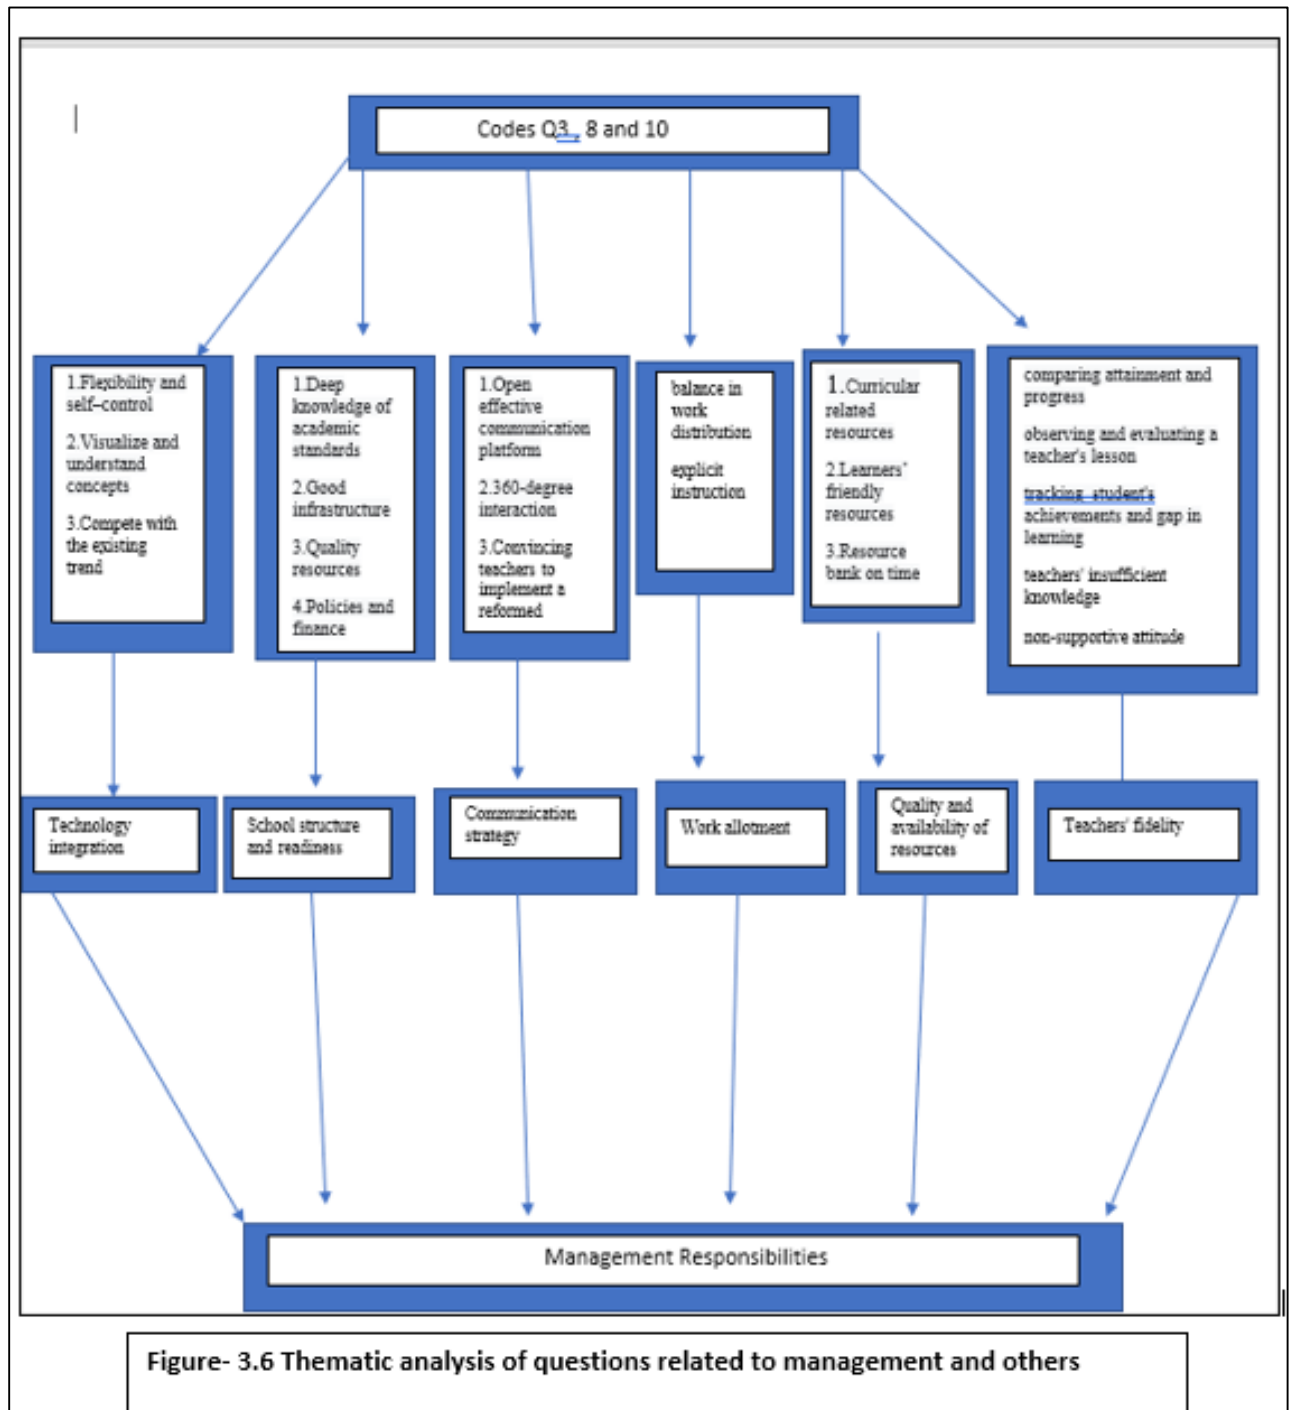 Codes Q3 , 8 and 10
1.Flexibility and
self–control
2.Visualize and
understand
concepts
3.Compete with
the existing
trend
1.Deep
knowledge of
academic
standards
2.Good
infrastructure
3.Quality
resources
4.Policies and
finance
1.Open
effective
communication
platform
2.360-degree
interaction
3.Convincing
teachers to
implement a
reformed
balance in
work
distribution
explicit
instruction
1.Curricular
related
resources
2.Learners'
friendly
resources
3.Resource
bank on time
comparing attainment and
progress
observing and evaluating a
teacher's lesson
tracking student's
achievements and gap in
learning
teachers' insufficient
knowledge
non-supportive attitude
Technology
integration
School structure
and readiness
Communication
strategy
Work allotment
Quality and
availability of
resources
Teachers' fidelity
Management Responsibilities
Figure- 3.6 Thematic analysis of questions related to management and others